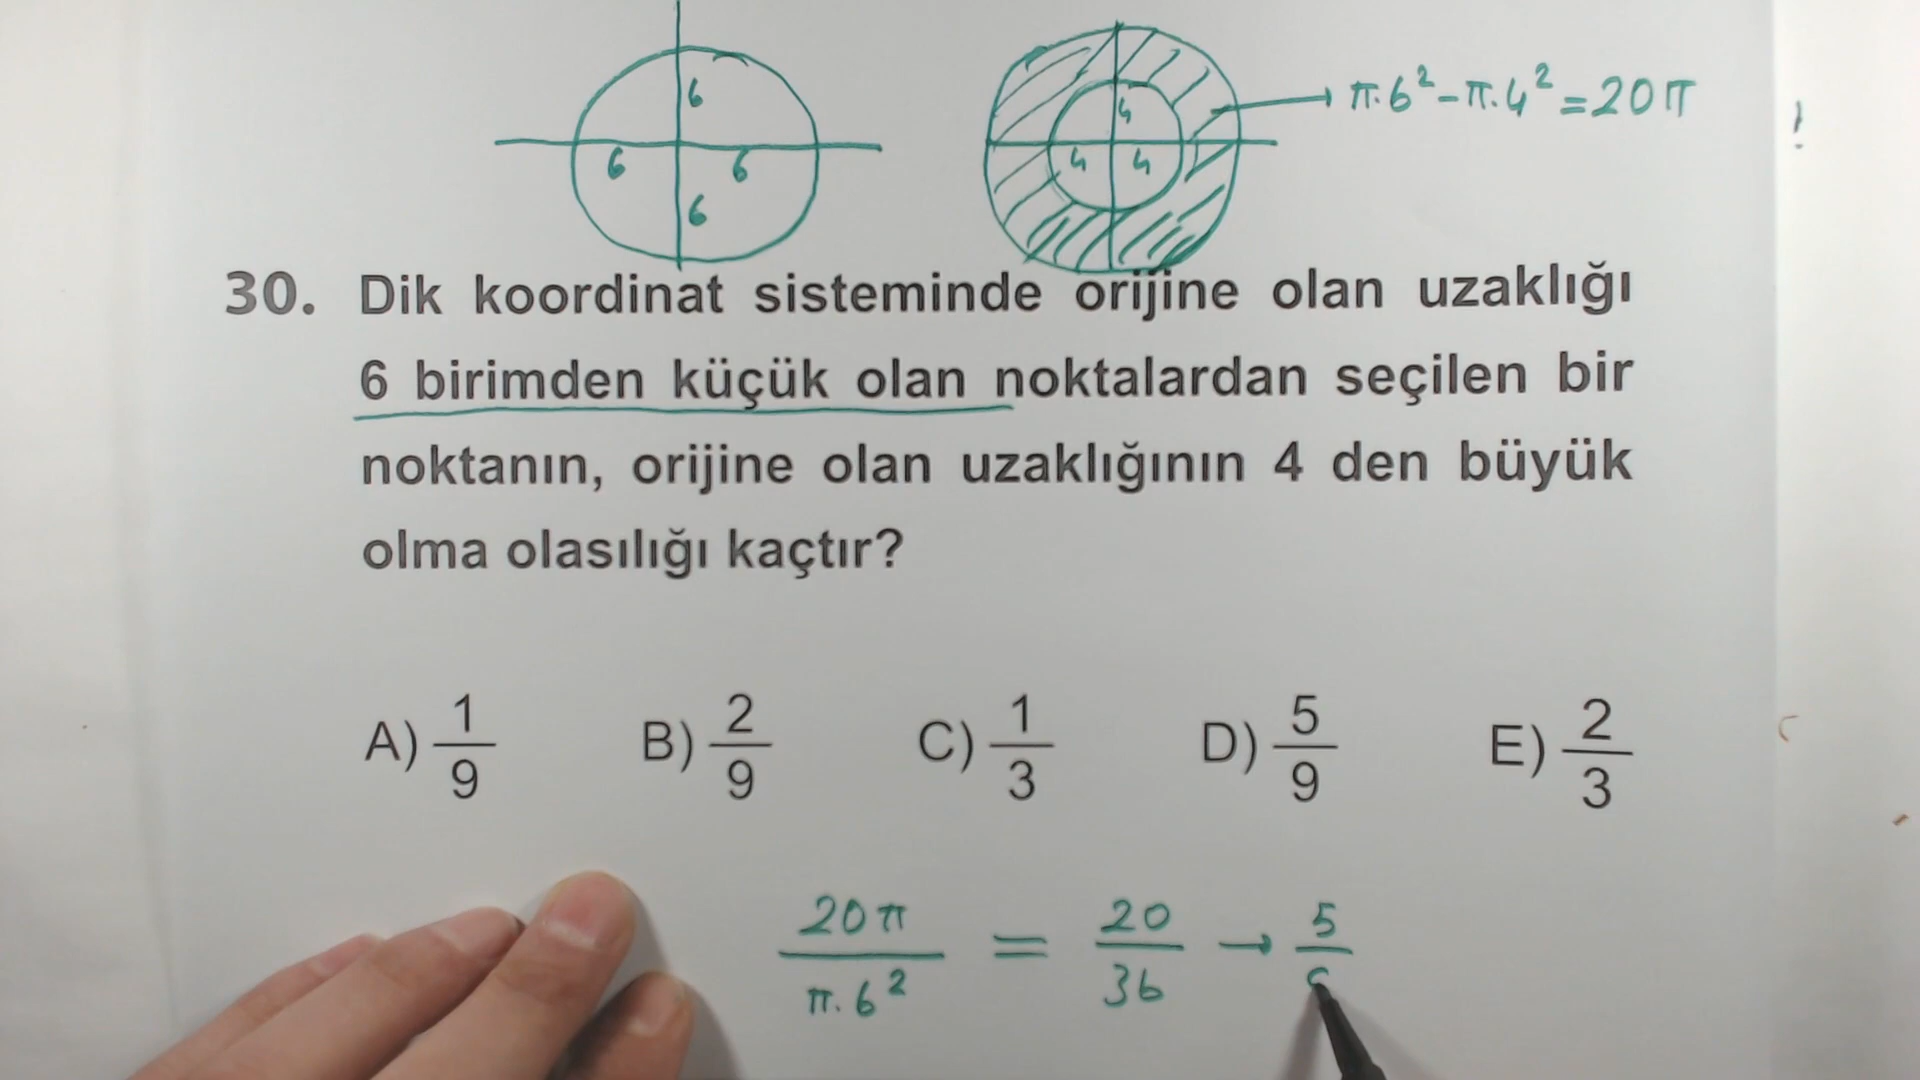 6
6 6
6
4
4 4
→ π.6² - π.4² = 20π
!
30. Dik koordinat sisteminde orijine olan uzaklığı
6 birimden küçük olan noktalardan seçilen bir
noktanın, orijine olan uzaklığının 4 den büyük
olma olasılığı kaçtır?
A) 1/9 B) 2/9 C) 1/3 D) 5/9 E) 2/3
20π/π.6² = 20/36 → 5/